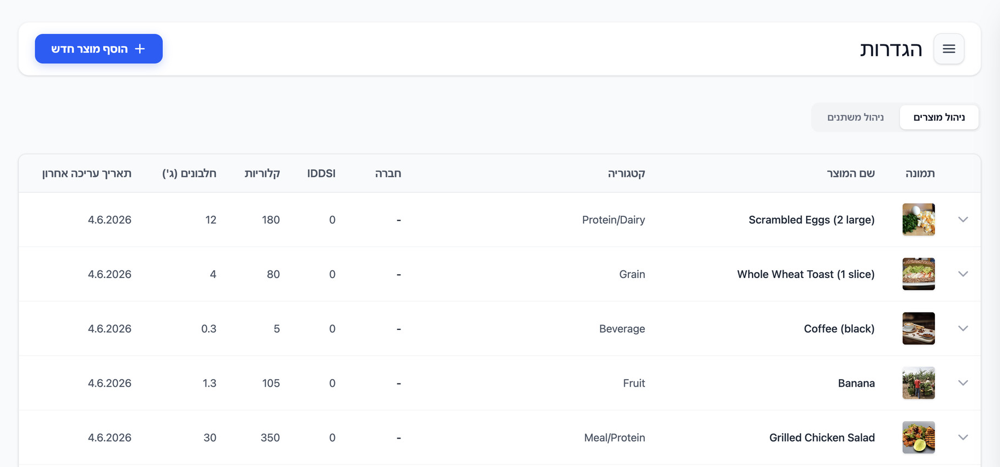 הגדרות
הוסף מוצר חדש
ניהול מוצרים ניהול משתנים
תמונה שם המוצר קטגוריה חברה IDDSI קלוריות חלבונים (ג') תאריך עריכה אחרון
Scrambled Eggs (2 large) Protein/Dairy - 0 180 12 4.6.2026
Whole Wheat Toast (1 slice) Grain - 0 80 4 4.6.2026
Coffee (black) Beverage - 0 5 0.3 4.6.2026
Banana Fruit - 0 105 1.3 4.6.2026
Grilled Chicken Salad Meal/Protein - 0 350 30 4.6.2026